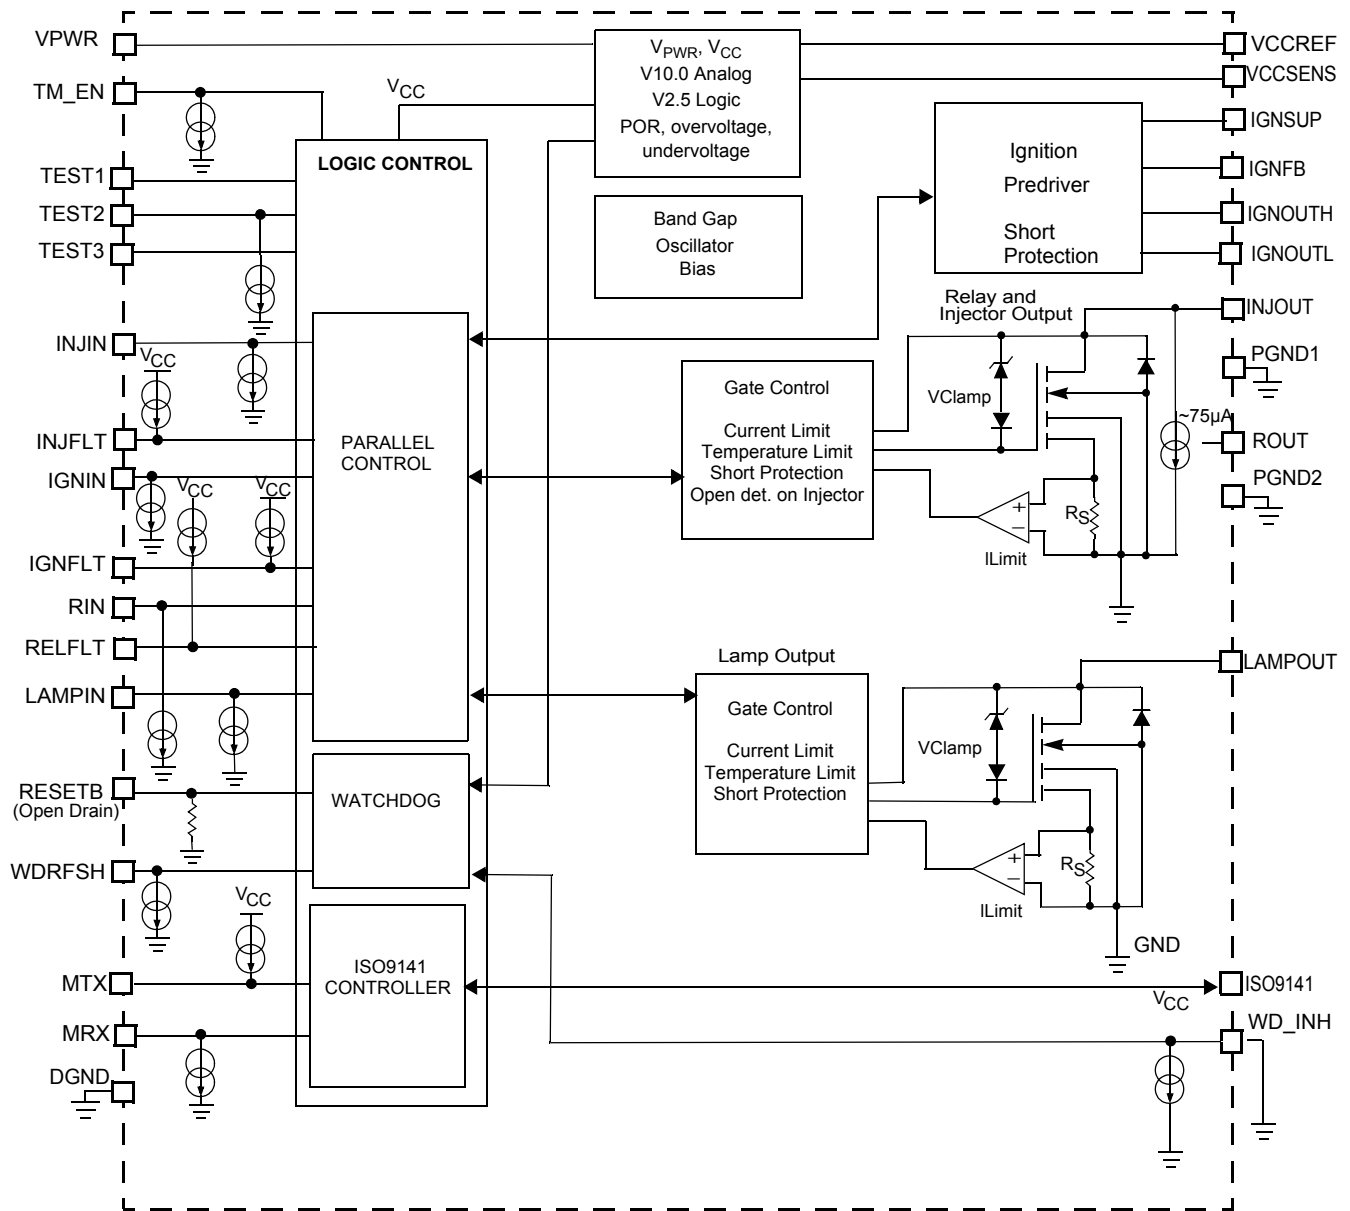 VPWR
TM_EN
TEST1
TEST2
TEST3
INJIN
VCC
INJFLT
IGNIN
VCC
VCC
IGNFLT
RIN
RELFLT
LAMPIN
RESETB
(Open Drain)
WDRFSH
VCC
MTX
MRX
DGND
VCC
LOGIC CONTROL
PARALLEL
CONTROL
WATCHDOG
ISO9141
CONTROLLER
VPWR, VCC
V10.0 Analog
V2.5 Logic
POR, overvoltage,
undervoltage
Band Gap
Oscillator
Bias
Ignition
Predriver
Short
Protection
Relay and
Injector Output
Gate Control
Current Limit
Temperature Limit
Short Protection
Open det. on Injector
VClamp
~75µA
+
–
RS
ILimit
Lamp Output
Gate Control
Current Limit
Temperature Limit
Short Protection
VClamp
+
–
RS
ILimit
GND
VCC
VCCREF
VCCSENS
IGNSUP
IGNFB
IGNOUTH
IGNOUTL
INJOUT
PGND1
ROUT
PGND2
LAMPOUT
ISO9141
WD_INH